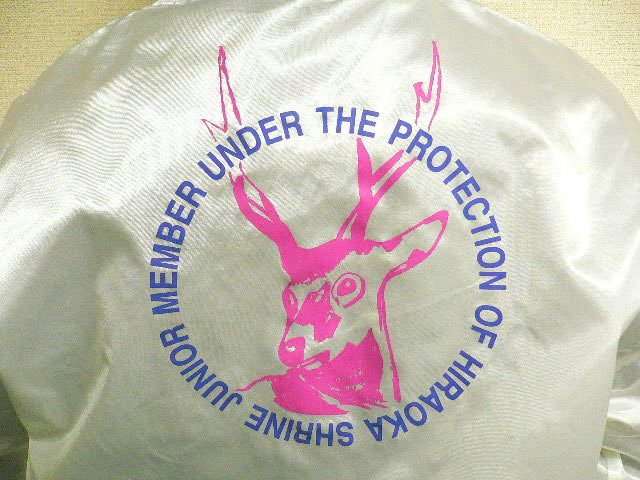 JUNIOR MEMBER UNDER THE PROTECTION OF HIRAOKA SHRINE